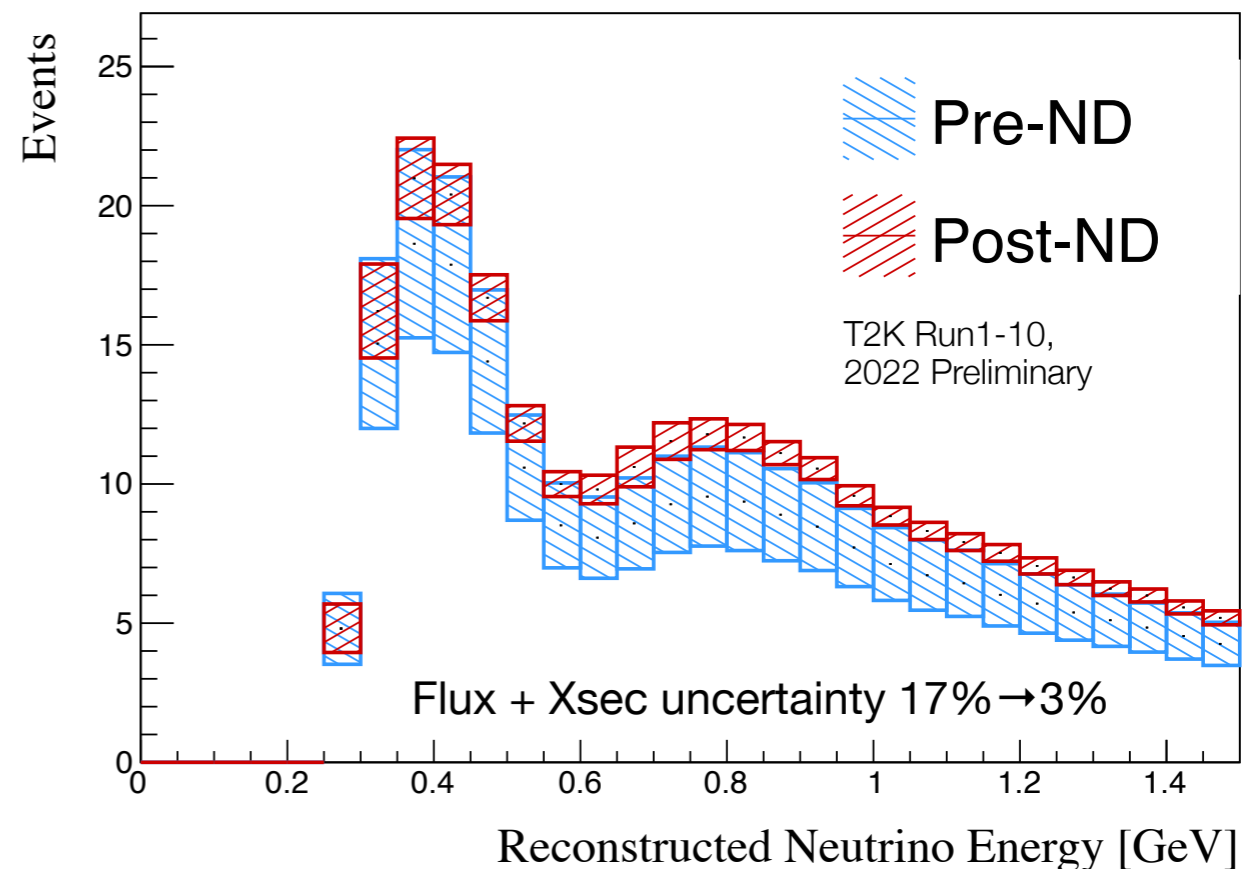 Events
25
20
15
10
5
0
Pre-ND
Post-ND
T2K Run1-10,
2022 Preliminary
Flux + Xsec uncertainty 17%→3%
0 0.2 0.4 0.6 0.8 1 1.2 1.4
Reconstructed Neutrino Energy [GeV]